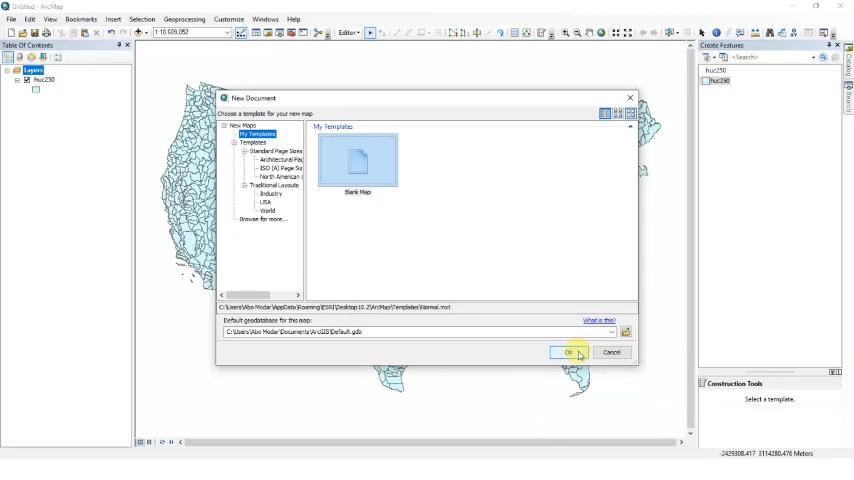 Untitled - ArcMap
File Edit View Bookmarks Insert Selection Geoprocessing Customize Windows Help
1:18,609,052
Editor
Table Of Contents
Layers
huc250
New Document
Choose a template for your new map
New Maps
My Templates
Templates
Standard Page Sizes
Architectural Pag
ISO (A) Page Siz
North American (
Traditional Layouts
Industry
USA
World
Browse for more...
My Templates
Blank Map
C:\Users\Abo Modar\AppData\Roaming\ESRI\Desktop10.2\ArcMap\Templates\Normal.mxt
Default geodatabase for this map:
What is this?
C:\Users\Abo Modar\Documents\ArcGIS\Default.gdb
OK
Cancel
Create Features
<Search>
huc250
huc250
Construction Tools
Select a template.
Catalog
Search
-2429308.417 3114280.476 Meters